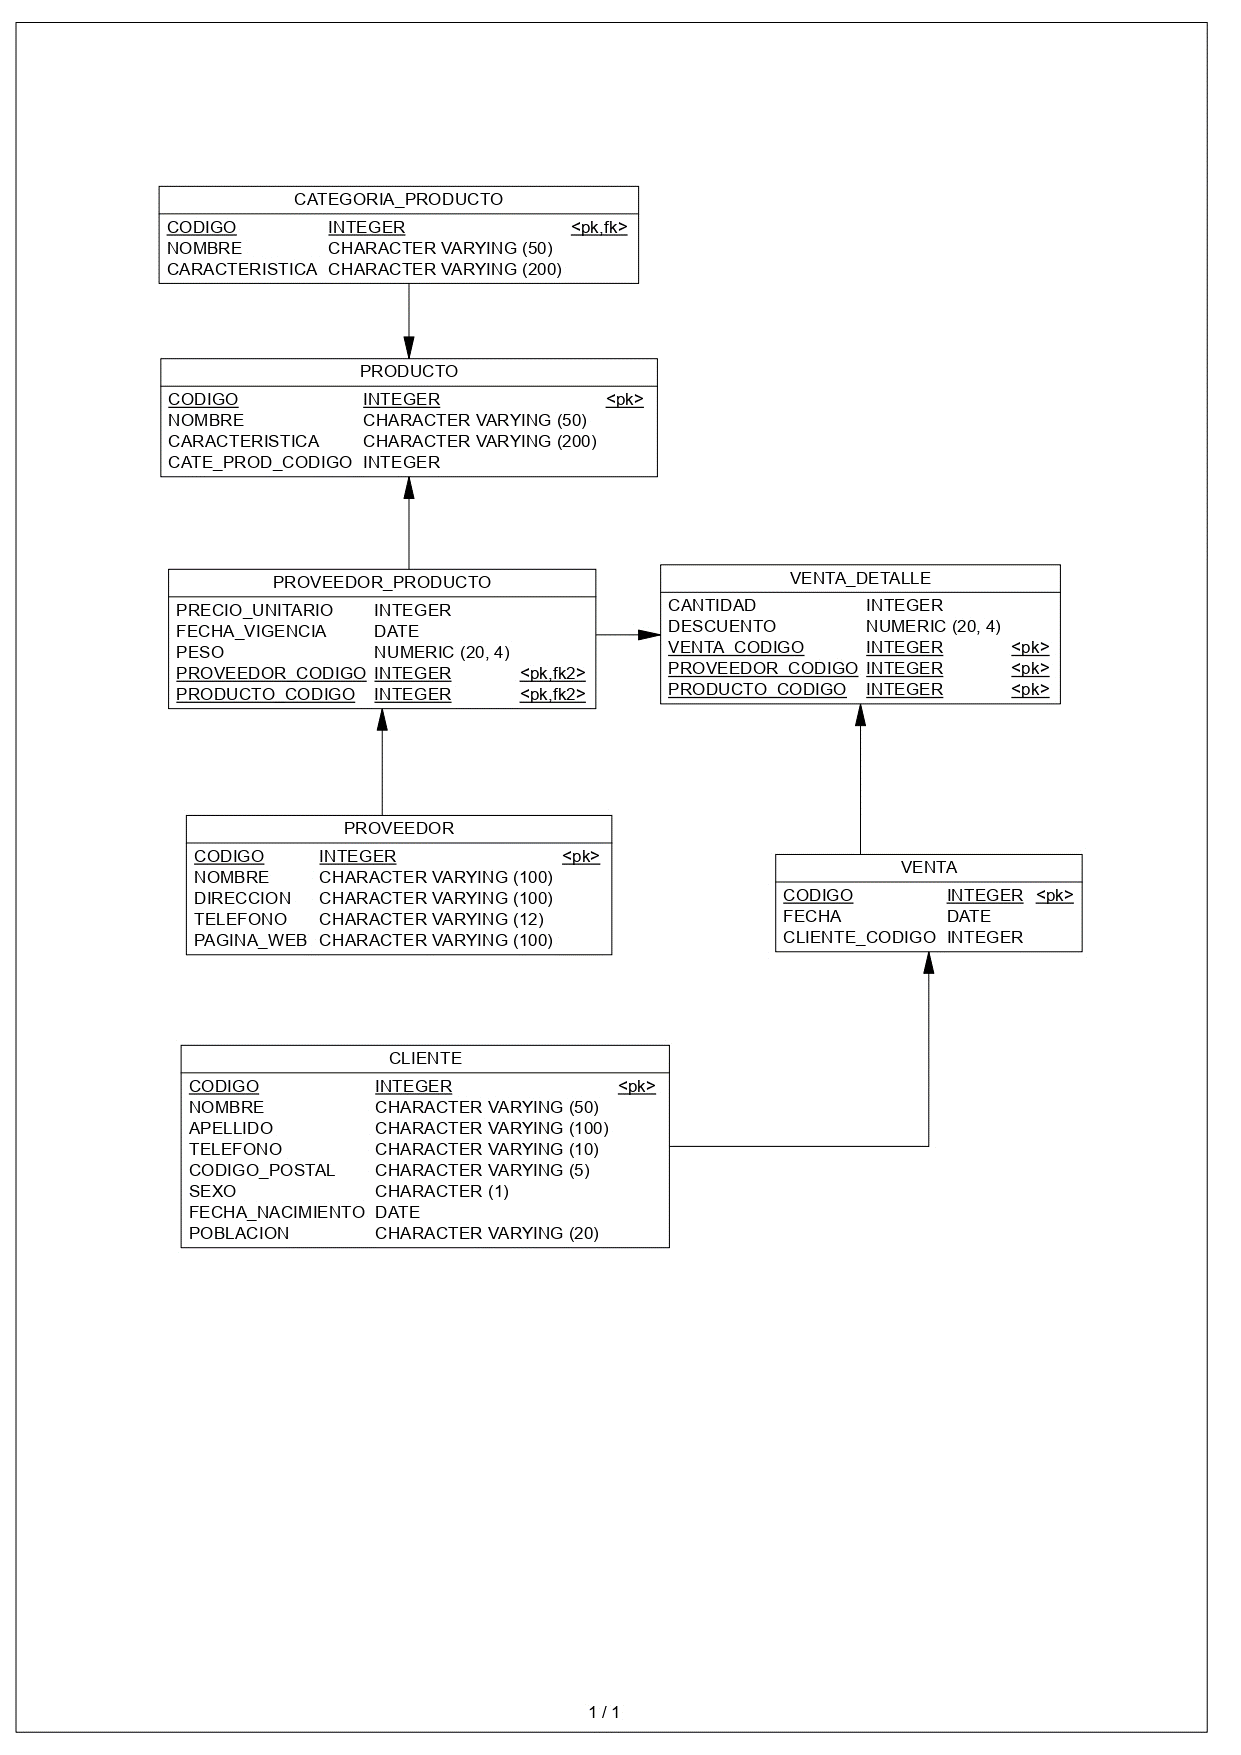 CATEGORIA_PRODUCTO
CODIGO INTEGER <pk,fk>
NOMBRE CHARACTER VARYING (50)
CARACTERISTICA CHARACTER VARYING (200)
PRODUCTO
CODIGO INTEGER <pk>
NOMBRE CHARACTER VARYING (50)
CARACTERISTICA CHARACTER VARYING (200)
CATE_PROD_CODIGO INTEGER
PROVEEDOR_PRODUCTO
PRECIO_UNITARIO INTEGER
FECHA_VIGENCIA DATE
PESO NUMERIC (20, 4)
PROVEEDOR_CODIGO INTEGER <pk,fk2>
PRODUCTO_CODIGO INTEGER <pk,fk2>
VENTA_DETALLE
CANTIDAD INTEGER
DESCUENTO NUMERIC (20, 4)
VENTA_CODIGO INTEGER <pk>
PROVEEDOR_CODIGO INTEGER <pk>
PRODUCTO_CODIGO INTEGER <pk>
PROVEEDOR
CODIGO INTEGER <pk>
NOMBRE CHARACTER VARYING (100)
DIRECCION CHARACTER VARYING (100)
TELEFONO CHARACTER VARYING (12)
PAGINA_WEB CHARACTER VARYING (100)
VENTA
CODIGO INTEGER <pk>
FECHA DATE
CLIENTE_CODIGO INTEGER
CLIENTE
CODIGO INTEGER <pk>
NOMBRE CHARACTER VARYING (50)
APELLIDO CHARACTER VARYING (100)
TELEFONO CHARACTER VARYING (10)
CODIGO_POSTAL CHARACTER VARYING (5)
SEXO CHARACTER (1)
FECHA_NACIMIENTO DATE
POBLACION CHARACTER VARYING (20)
1 / 1